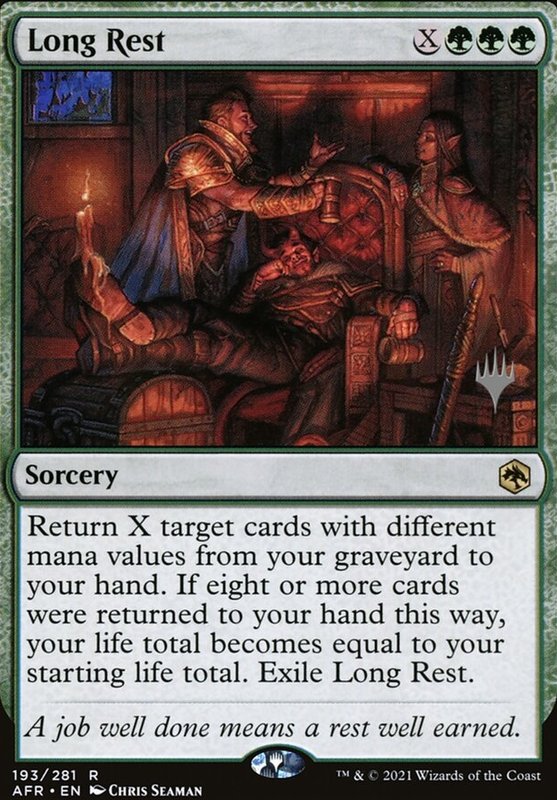 Long Rest X
Sorcery
Return X target cards with different
mana values from your graveyard to
your hand. If eight or more cards
were returned to your hand this way,
your life total becomes equal to your
starting life total. Exile Long Rest.
A job well done means a rest well earned.
193/281 R
AFR • EN CHRIS SEAMAN
™ & © 2021 Wizards of the Coast